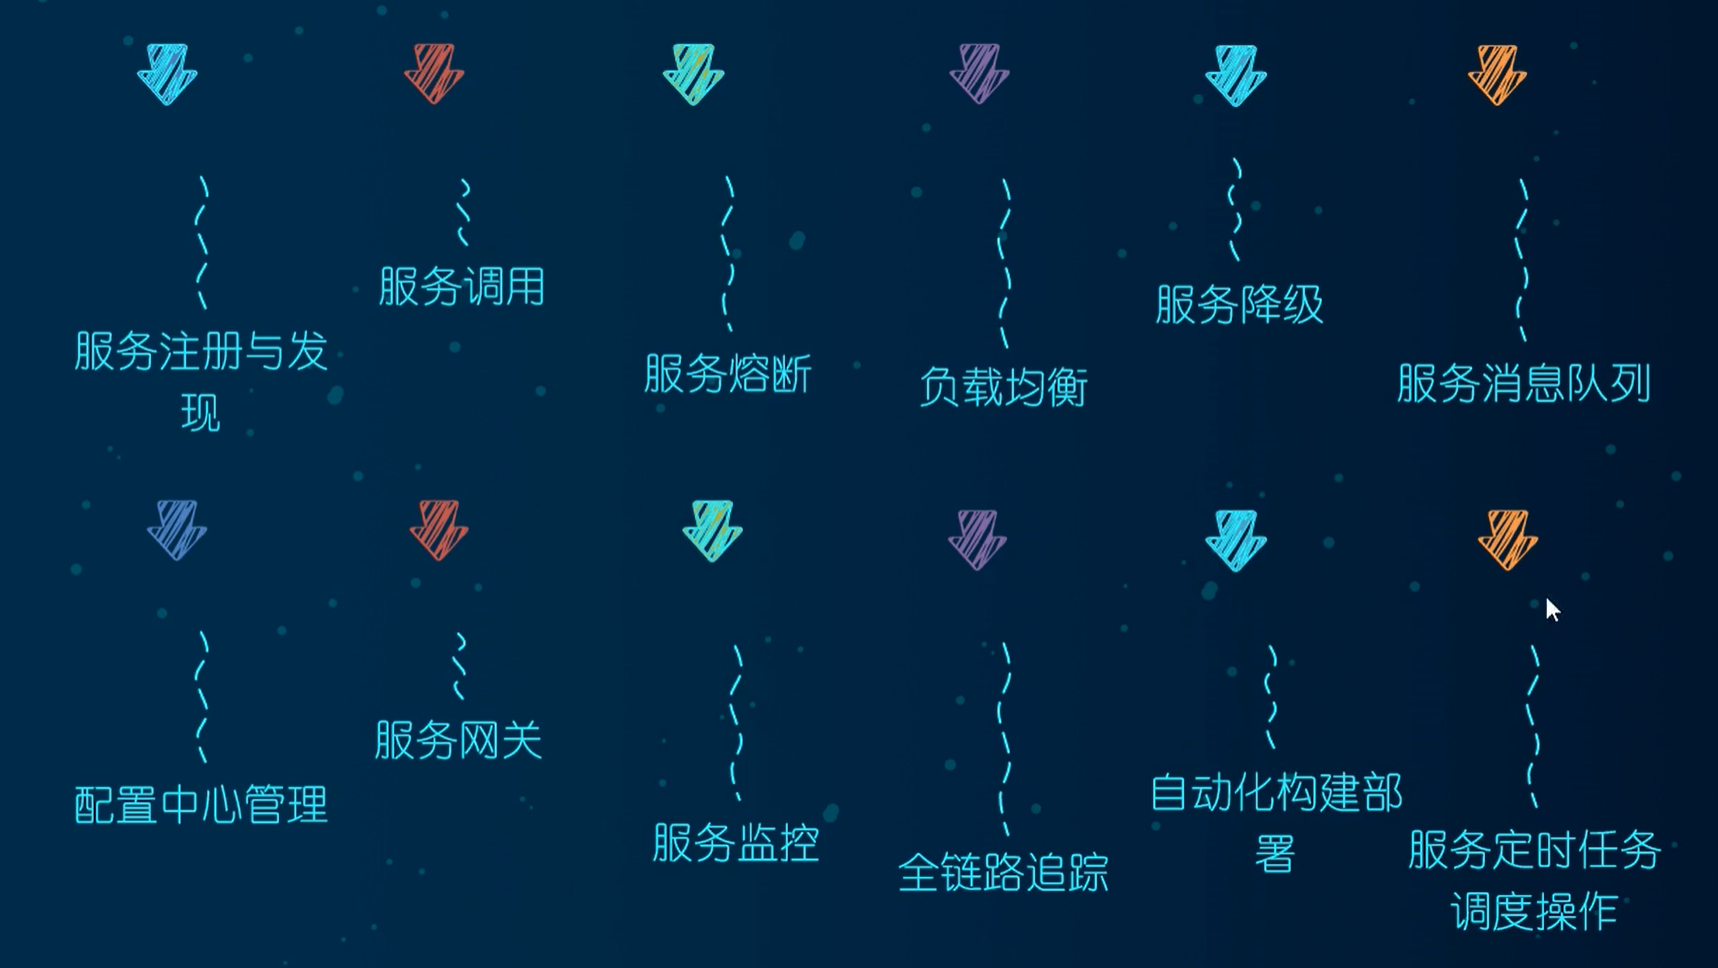 服务注册与发
现
服务调用
服务熔断
负载均衡
服务降级
服务消息队列
配置中心管理
服务网关
服务监控
全链路追踪
自动化构建部
署
服务定时任务
调度操作